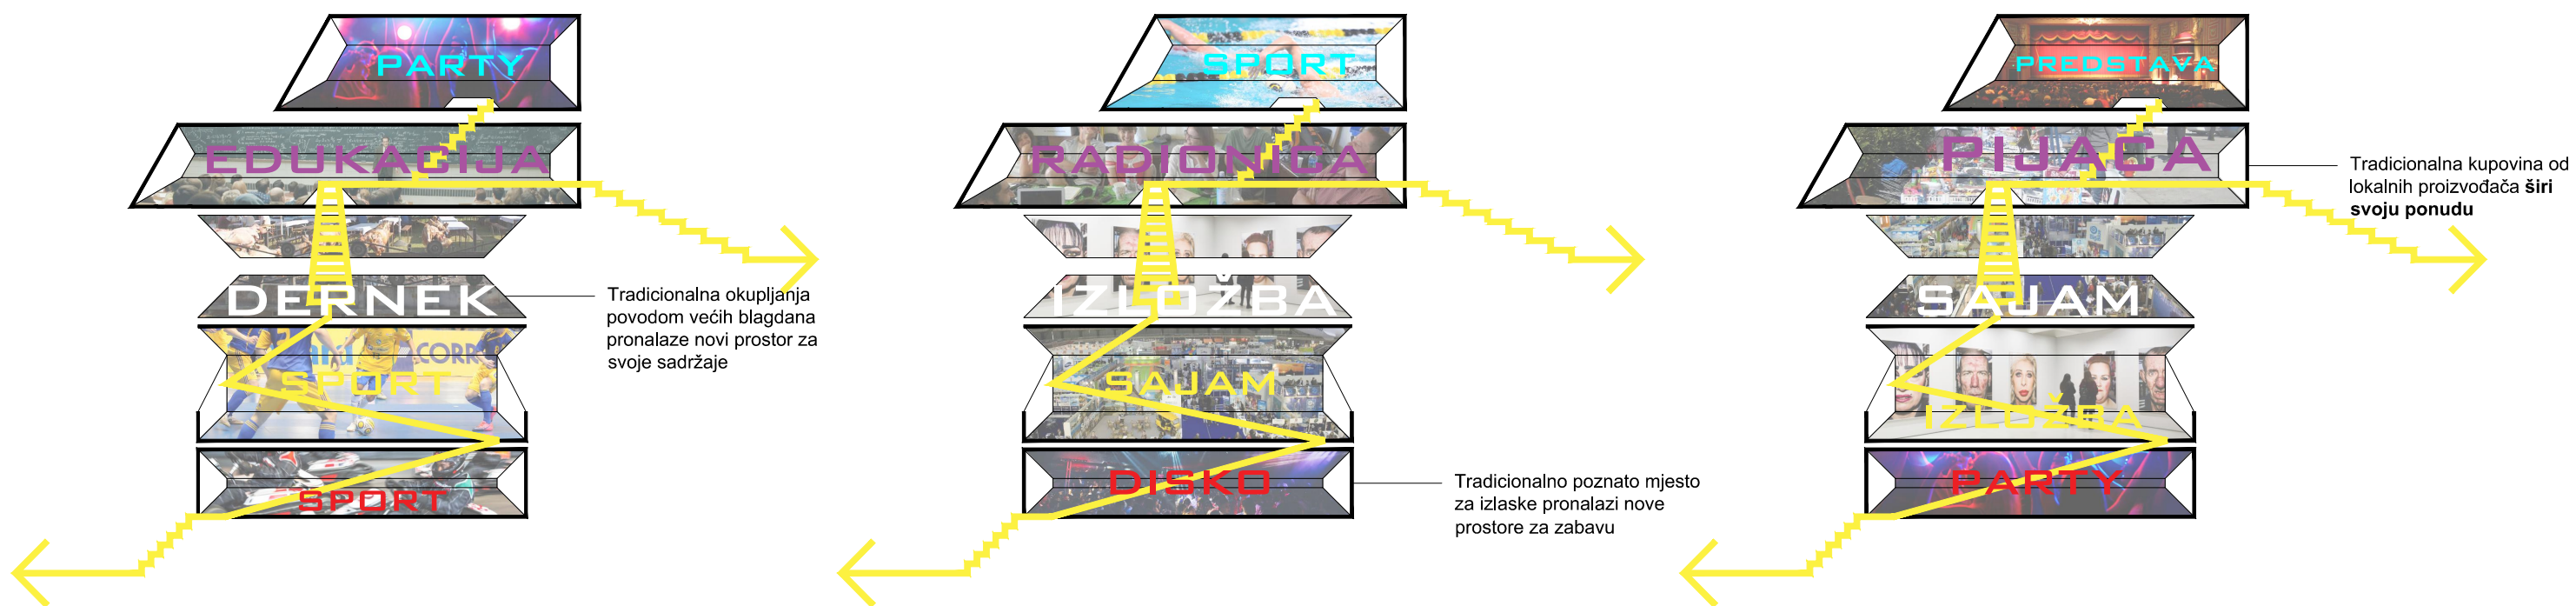 PARTY
EDUKACIJA
DERNEK
Tradicionalna okupljanja
povodom većih blagdana
pronalaze novi prostor za
svoje sadržaje
CORR
SPORT
SPORT
SPORT
RADIONICA
IZLOŽBA
SAJAM
DISKO
Tradicionalno poznato mjesto
za izlaske pronalazi nove
prostore za zabavu
PREDSTAVA
PIJACA
Tradicionalna kupovina od
lokalnih proizvođača širi
svoju ponudu
SAJAM
IZLOŽBA
PARTY